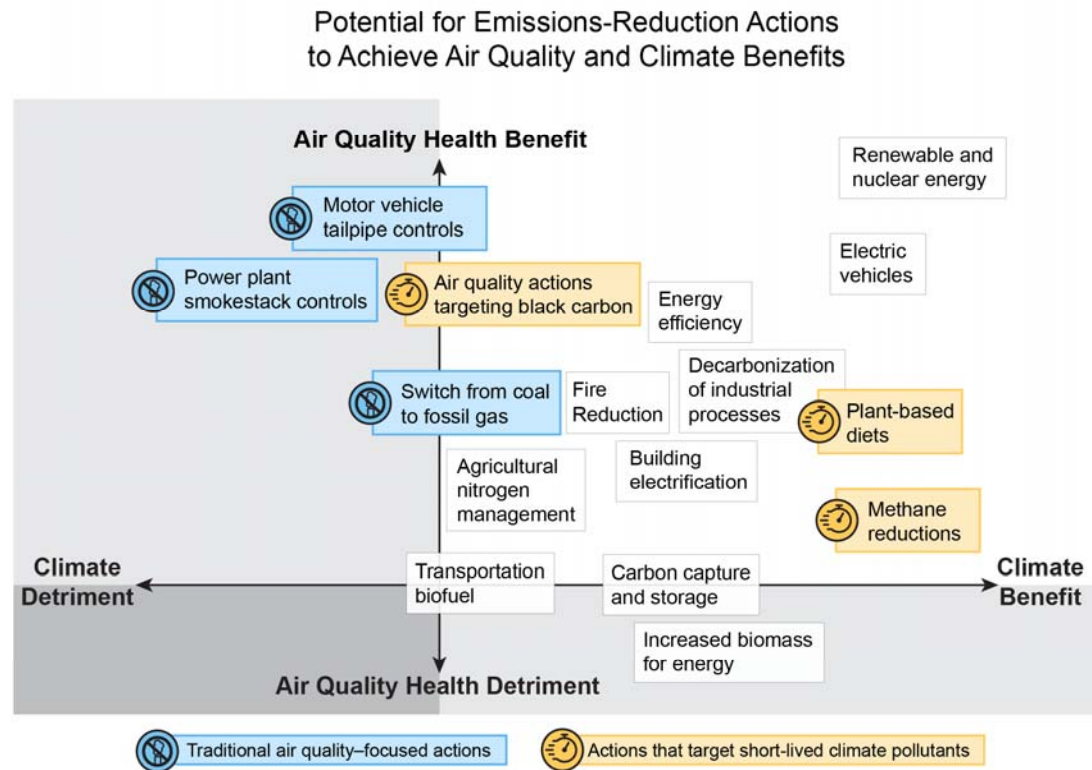 Potential for Emissions-Reduction Actions
to Achieve Air Quality and Climate Benefits
Air Quality Health Benefit
Renewable and
nuclear energy
Motor vehicle
tailpipe controls
Electric
vehicles
Power plant
smokestack controls
Air quality actions
targeting black carbon
Energy
efficiency
Decarbonization
of industrial
processes
Switch from coal
to fossil gas
Fire
Reduction
Plant-based
diets
Agricultural
nitrogen
management
Building
electrification
Methane
reductions
Climate
Detriment
Transportation
biofuel
Carbon capture
and storage
Climate
Benefit
Increased biomass
for energy
Air Quality Health Detriment
Traditional air quality–focused actions
Actions that target short-lived climate pollutants